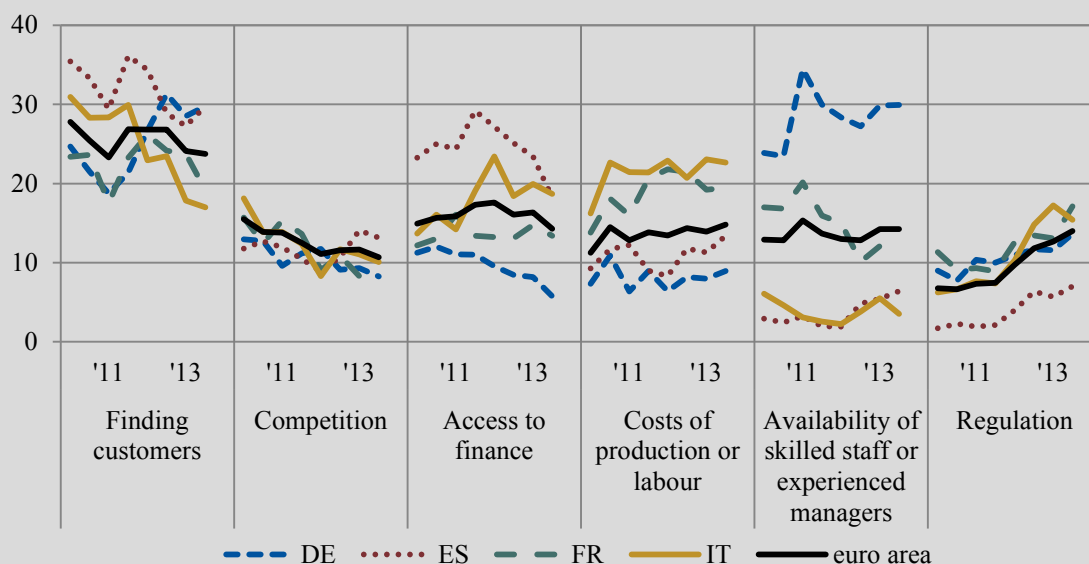 40
30
20
10
0
'11 '13 '11 '13 '11 '13 '11 '13 '11 '13 '11 '13
Finding
customers
Competition
Access to
finance
Costs of
production or
labour
Availability of
skilled staff or
experienced
managers
Regulation
DE ES FR IT euro area